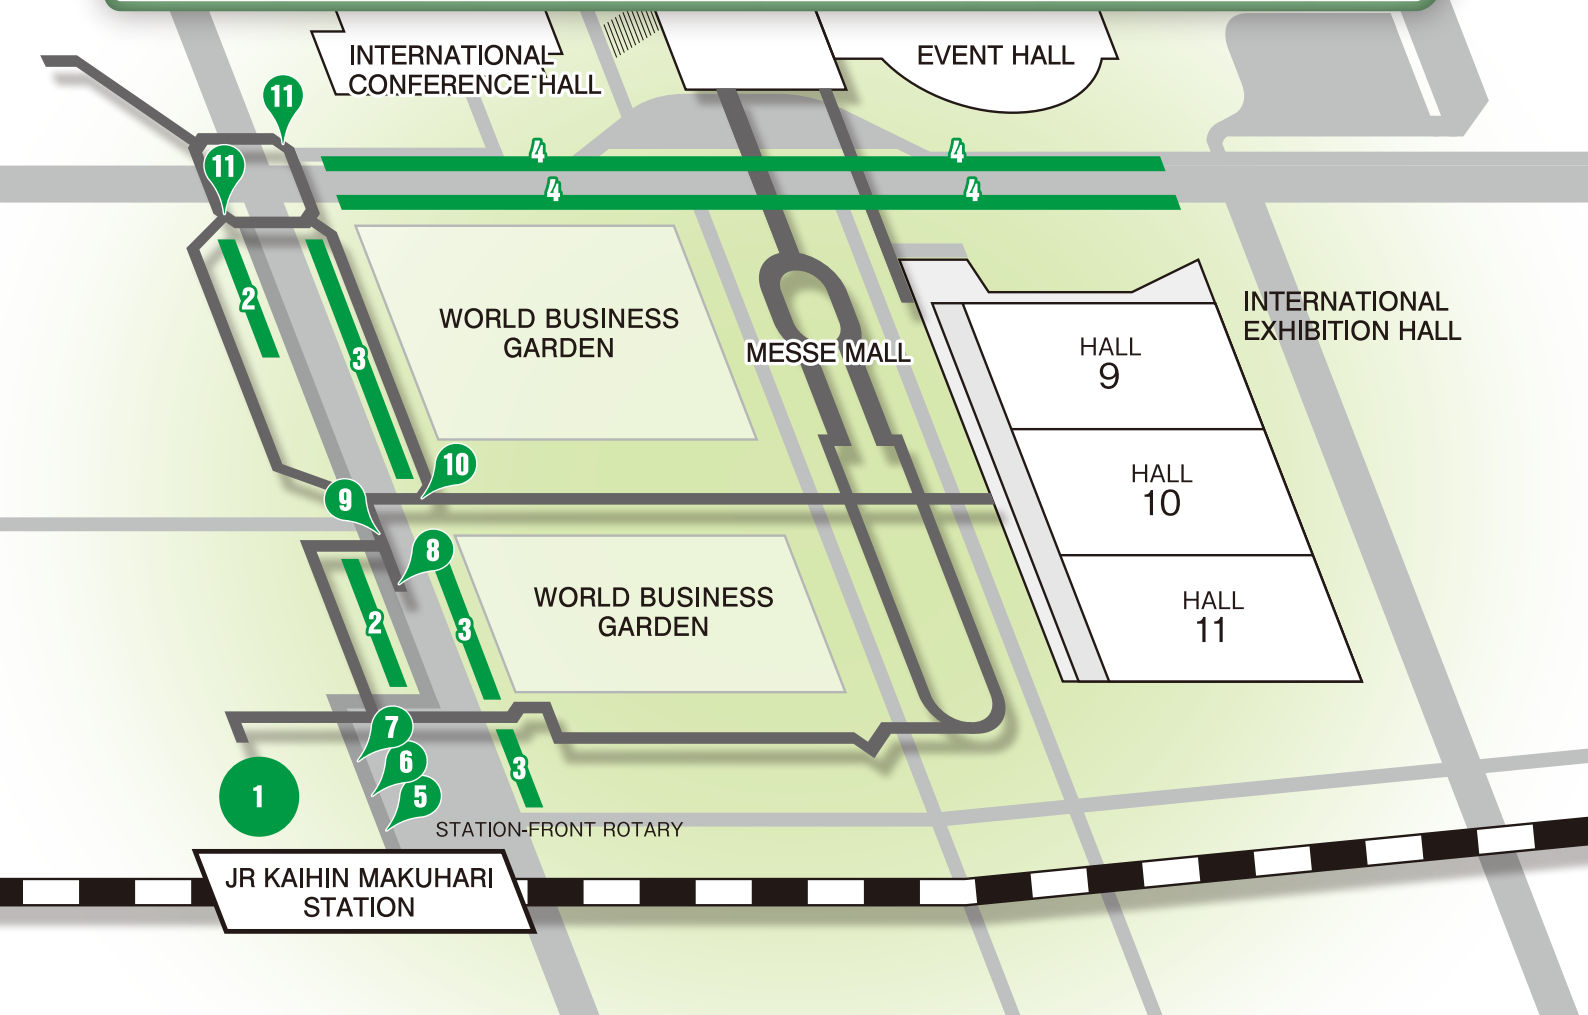 INTERNATIONAL
CONFERENCE HALL
EVENT HALL
11
11
4
4
4
4
2
3
WORLD BUSINESS
GARDEN
MESSE MALL
INTERNATIONAL
EXHIBITION HALL
HALL
9
10
9
HALL
10
8
2
3
WORLD BUSINESS
GARDEN
HALL
11
7
6
5
3
1
STATION-FRONT ROTARY
JR KAIHIN MAKUHARI
STATION